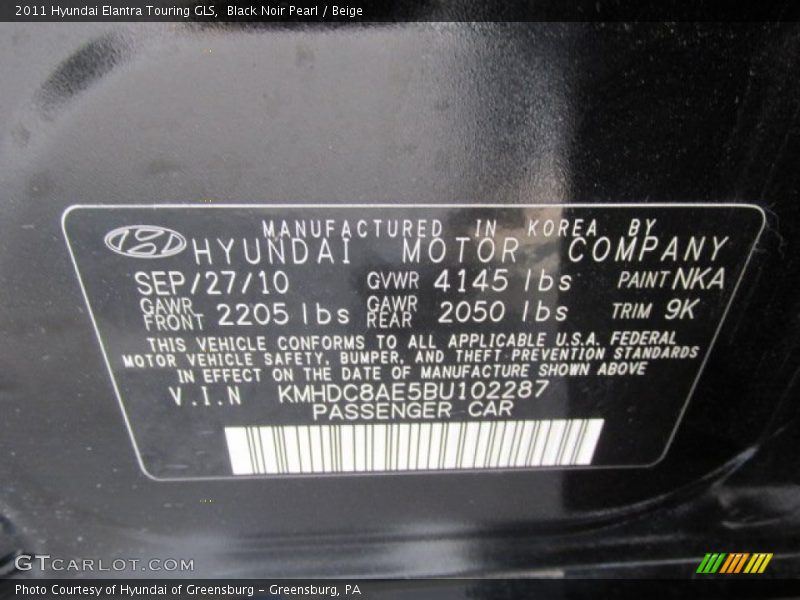 2011 Hyundai Elantra Touring GLS,  Black Noir Pearl / Beige
MANUFACTURED IN KOREA BY
HYUNDAI MOTOR COMPANY
SEP/27/10 GVWR 4145 lbs PAINT NKA
GAWR FRONT 2205 lbs GAWR REAR 2050 lbs TRIM 9K
THIS VEHICLE CONFORMS TO ALL APPLICABLE U.S.A. FEDERAL
MOTOR VEHICLE SAFETY, BUMPER, AND THEFT PREVENTION STANDARDS
IN EFFECT ON THE DATE OF MANUFACTURE SHOWN ABOVE
V.I.N KMHDC8AE5BU102287
PASSENGER CAR
GTCARLOT.COM
Photo Courtesy of Hyundai of Greensburg - Greensburg, PA